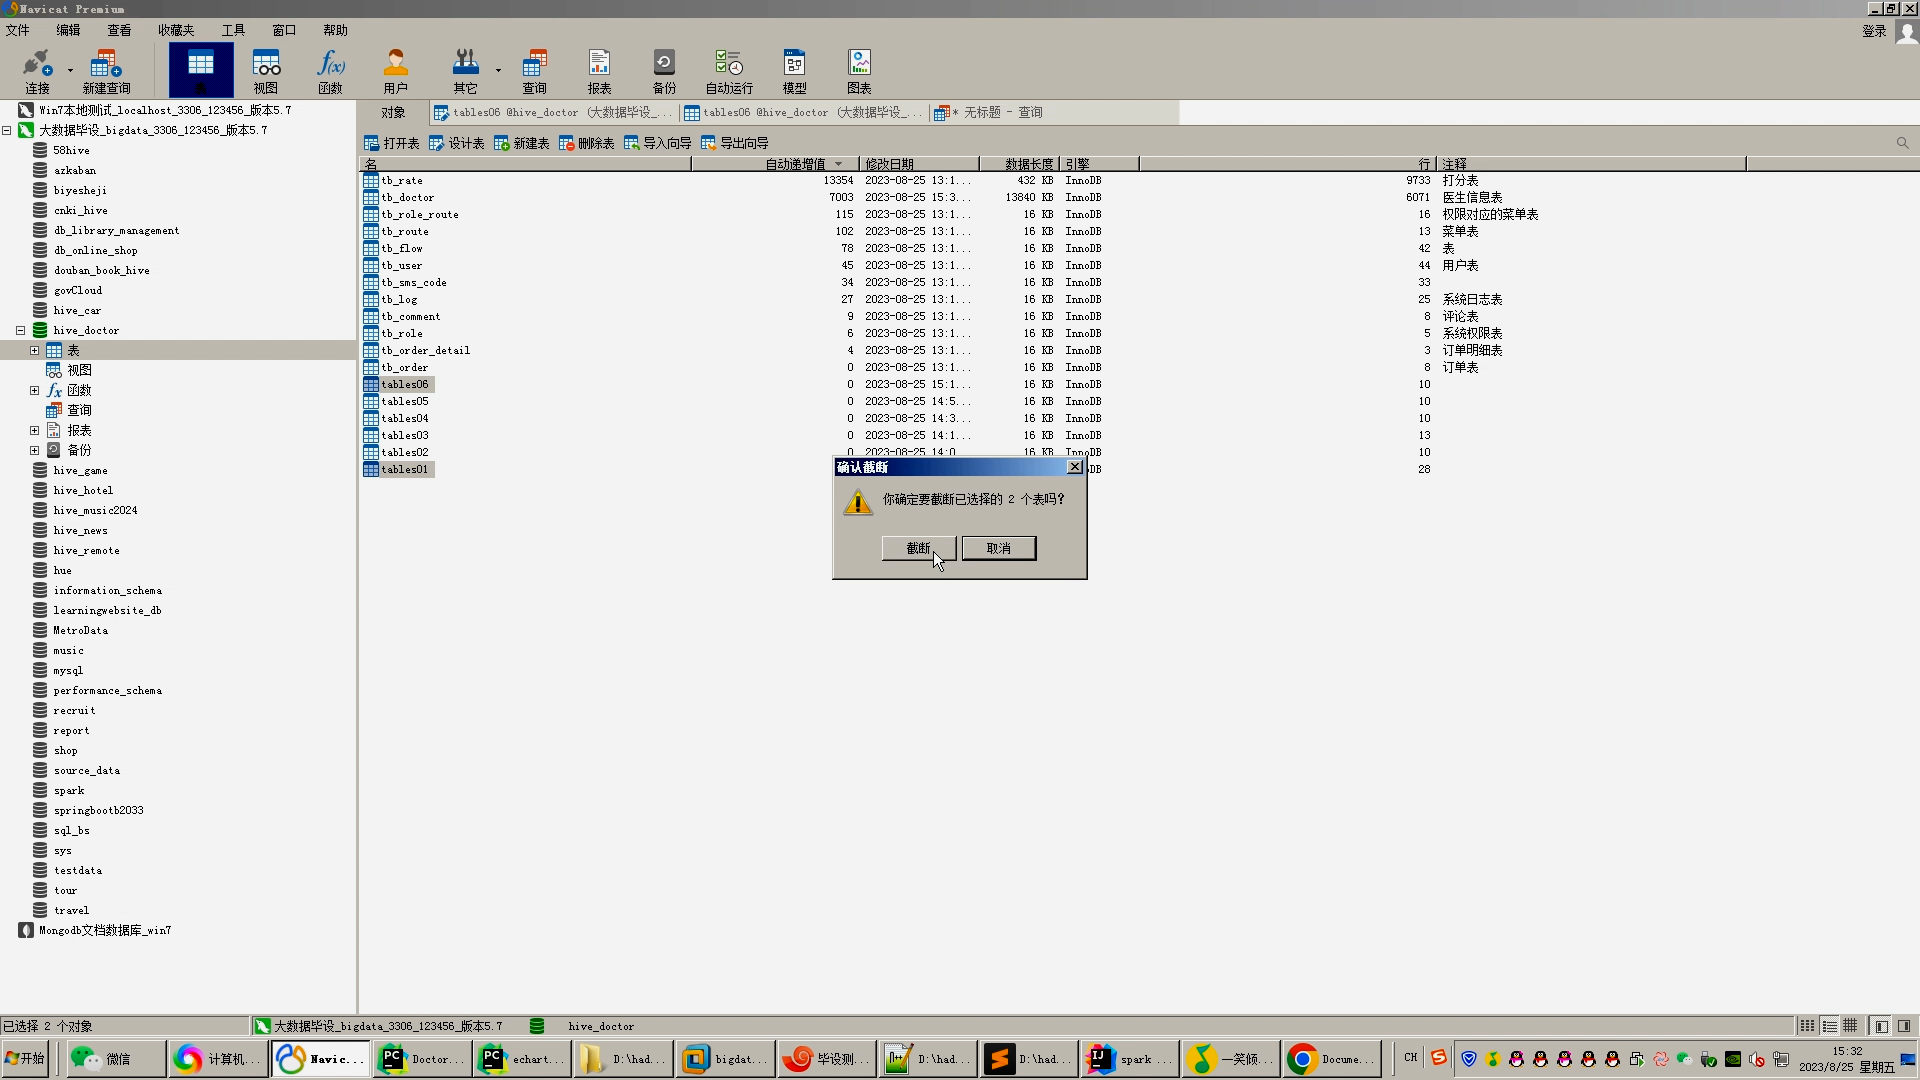 Navicat Premium
文件 编辑 查看 收藏夹 工具 窗口 帮助 登录
连接 新建查询 表 视图 函数 用户 其它 查询 报表 备份 自动运行 模型 图表
对象 tables06 @hive_doctor (大数据毕设_... tables06 @hive_doctor (大数据毕设_... * 无标题 - 查询
打开表 设计表 新建表 删除表 导入向导 导出向导
名 自动递增值 修改日期 数据长度 引擎 行 注释
tb_rate 13354 2023-08-25 13:1... 432 KB InnoDB 9733 打分表
tb_doctor 7003 2023-08-25 15:3... 13840 KB InnoDB 6071 医生信息表
tb_role_route 115 2023-08-25 13:1... 16 KB InnoDB 16 权限对应的菜单表
tb_route 102 2023-08-25 13:1... 16 KB InnoDB 13 菜单表
tb_flow 78 2023-08-25 13:1... 16 KB InnoDB 42 表
tb_user 45 2023-08-25 13:1... 16 KB InnoDB 44 用户表
tb_sms_code 34 2023-08-25 13:1... 16 KB InnoDB 33
tb_log 27 2023-08-25 13:1... 16 KB InnoDB 25 系统日志表
tb_comment 9 2023-08-25 13:1... 16 KB InnoDB 8 评论表
tb_role 6 2023-08-25 13:1... 16 KB InnoDB 5 系统权限表
tb_order_detail 4 2023-08-25 13:1... 16 KB InnoDB 3 订单明细表
tb_order 0 2023-08-25 13:1... 16 KB InnoDB 8 订单表
tables06 0 2023-08-25 15:1... 16 KB InnoDB 10
tables05 0 2023-08-25 14:5... 16 KB InnoDB 10
tables04 0 2023-08-25 14:3... 16 KB InnoDB 10
tables03 0 2023-08-25 14:1... 16 KB InnoDB 13
tables02 0 2023-08-25 14:0 16 KB InnoDB 10
tables01 DB 28
确认截断
你确定要截断已选择的 2 个表吗?
截断 取消
Win7本地测试_localhost_3306_123456_版本5.7
大数据毕设_bigdata_3306_123456_版本5.7
58hive
azkaban
biyesheji
cnki_hive
db_library_management
db_online_shop
douban_book_hive
govCloud
hive_car
hive_doctor
表
视图
函数
查询
报表
备份
hive_game
hive_hotel
hive_music2024
hive_news
hive_remote
hue
information_schema
learningwebsite_db
MetroData
music
mysql
performance_schema
recruit
report
shop
source_data
spark
springbootb2033
sql_bs
sys
testdata
tour
travel
Mongodb文档数据库_win7
已选择 2 个对象 大数据毕设_bigdata_3306_123456_版本5.7 hive_doctor
开始 微信 计算机... Navic... Doctor... echart... D:\had... bigdat... 毕设测... D:\had... D:\had... spark ... 一笑倾... Docume... CH 15:32
2023/8/25 星期五